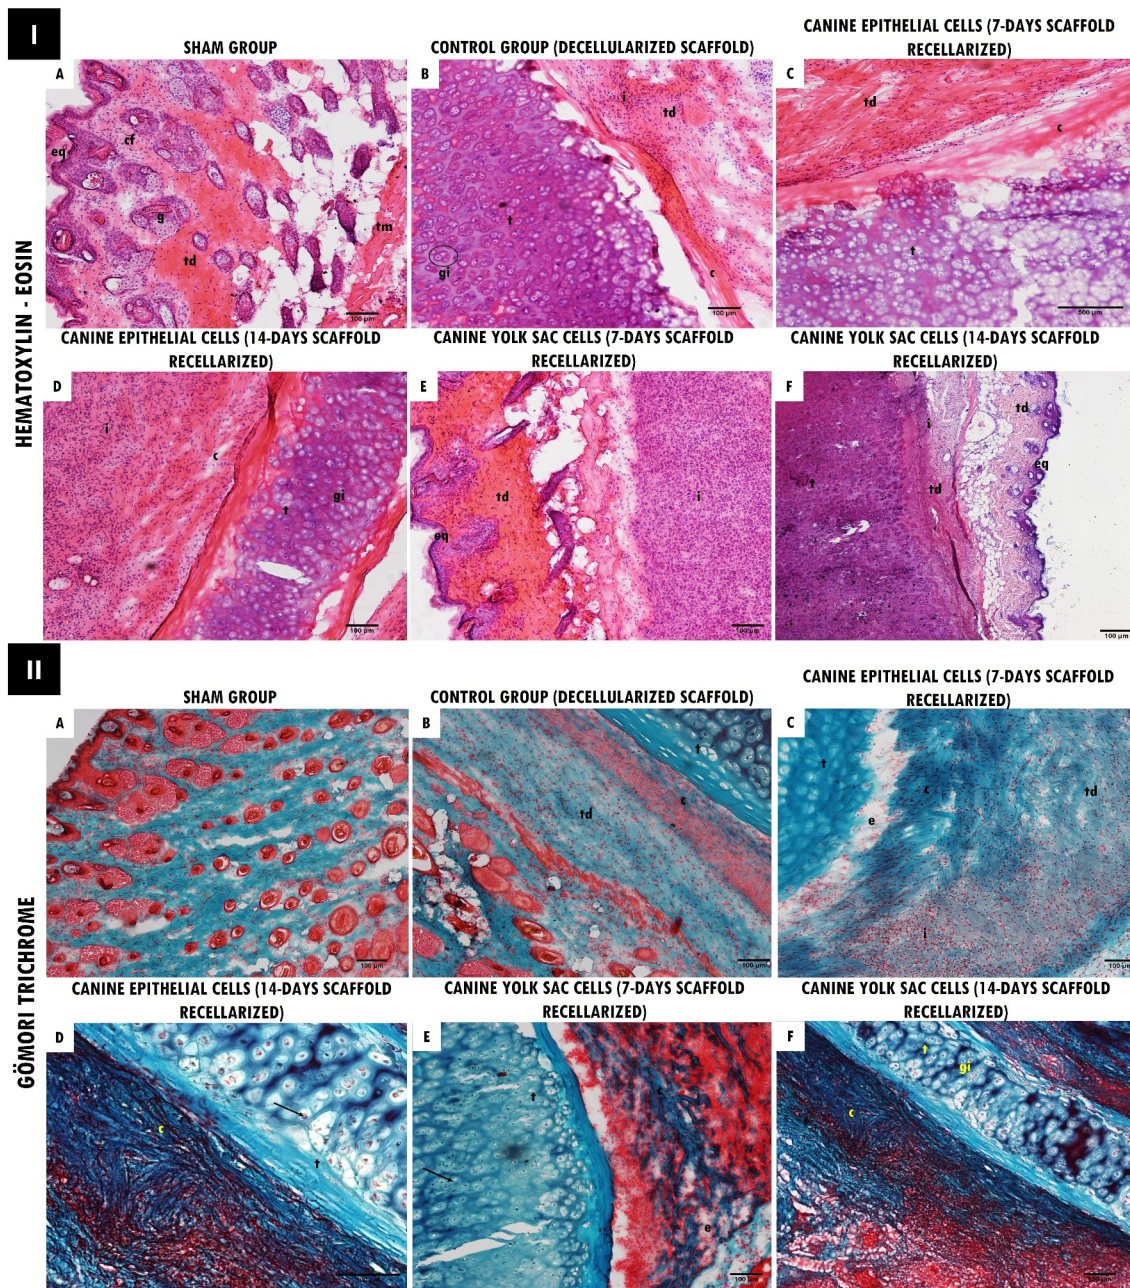 I
HEMATOXYLIN - EOSIN
SHAM GROUP
A
eq
cf
g
td
tm
100 µm
CONTROL GROUP (DECELLULARIZED SCAFFOLD)
B
i
td
t
gi
c
100 µm
CANINE EPITHELIAL CELLS (7-DAYS SCAFFOLD
RECELLARIZED)
C
td
c
t
500 µm
CANINE EPITHELIAL CELLS (14-DAYS SCAFFOLD
RECELLARIZED)
D
i
c
gi
t
100 µm
CANINE YOLK SAC CELLS (7-DAYS SCAFFOLD
RECELLARIZED)
E
td
i
eq
100 µm
CANINE YOLK SAC CELLS (14-DAYS SCAFFOLD
RECELLARIZED)
F
td
i
eq
t
td
100 µm
II
GÖMORI TRICHROME
SHAM GROUP
A
100 µm
CONTROL GROUP (DECELLULARIZED SCAFFOLD)
B
t
c
td
100 µm
CANINE EPITHELIAL CELLS (7-DAYS SCAFFOLD
RECELLARIZED)
C
t
c
td
e
i
100 µm
CANINE EPITHELIAL CELLS (14-DAYS SCAFFOLD
RECELLARIZED)
D
c
t
CANINE YOLK SAC CELLS (7-DAYS SCAFFOLD
RECELLARIZED)
E
t
c
e
100 µm
CANINE YOLK SAC CELLS (14-DAYS SCAFFOLD
RECELLARIZED)
F
t
gi
c